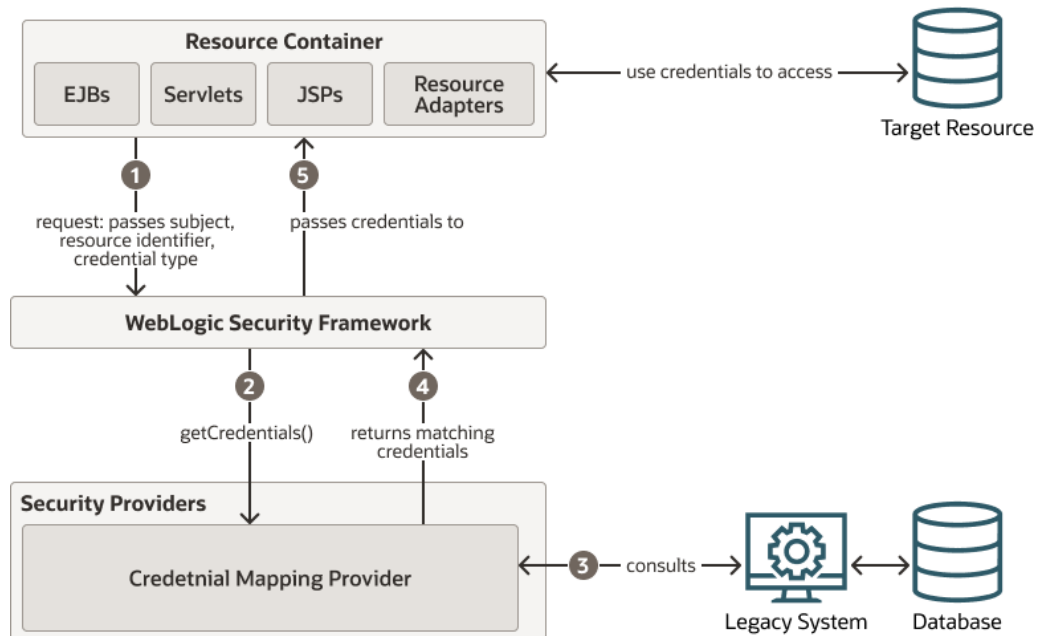 Resource Container
EJBs
Servlets
JSPs
Resource
Adapters
use credentials to access
Target Resource
1
5
request: passes subject,
resource identifier,
credential type
passes credentials to
WebLogic Security Framework
2
4
getCredentials()
returns matching
credentials
Security Providers
Credetnial Mapping Provider
3
consults
Legacy System
Database